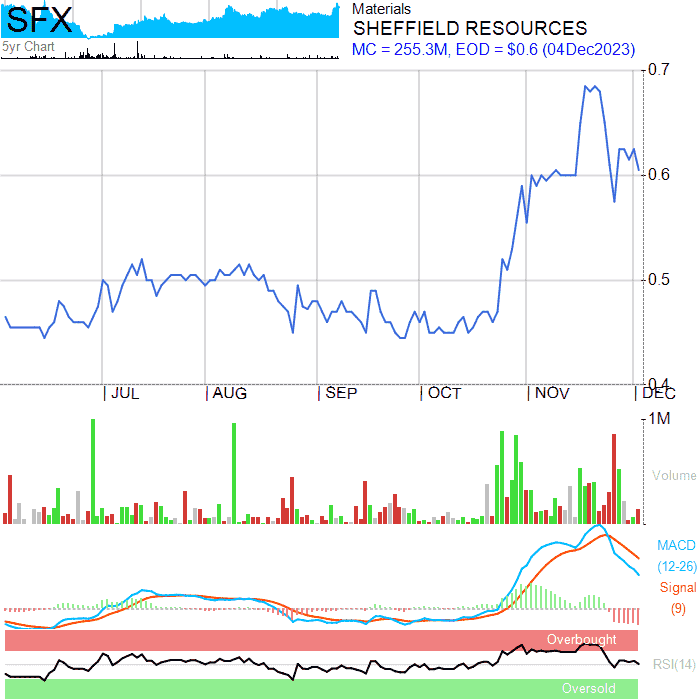 SFX
5yr Chart
Materials
SHEFFIELD RESOURCES
MC = 255.3M, EOD = $0.6 (04Dec2023)
0.7
0.6
0.5
0.4
JUL AUG SEP OCT NOV DEC
1M
Volume
MACD
(12-26)
Signal
(9)
Overbought
RSI(14)
Oversold